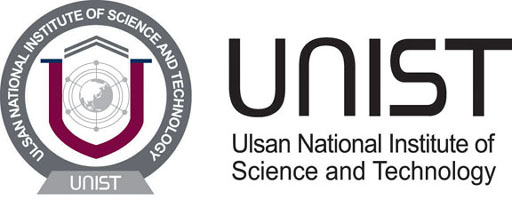 ULSAN NATIONAL INSTITUTE OF SCIENCE AND TECHNOLOGY
UNIST
UNIST
Ulsan National Institute of
Science and Technology